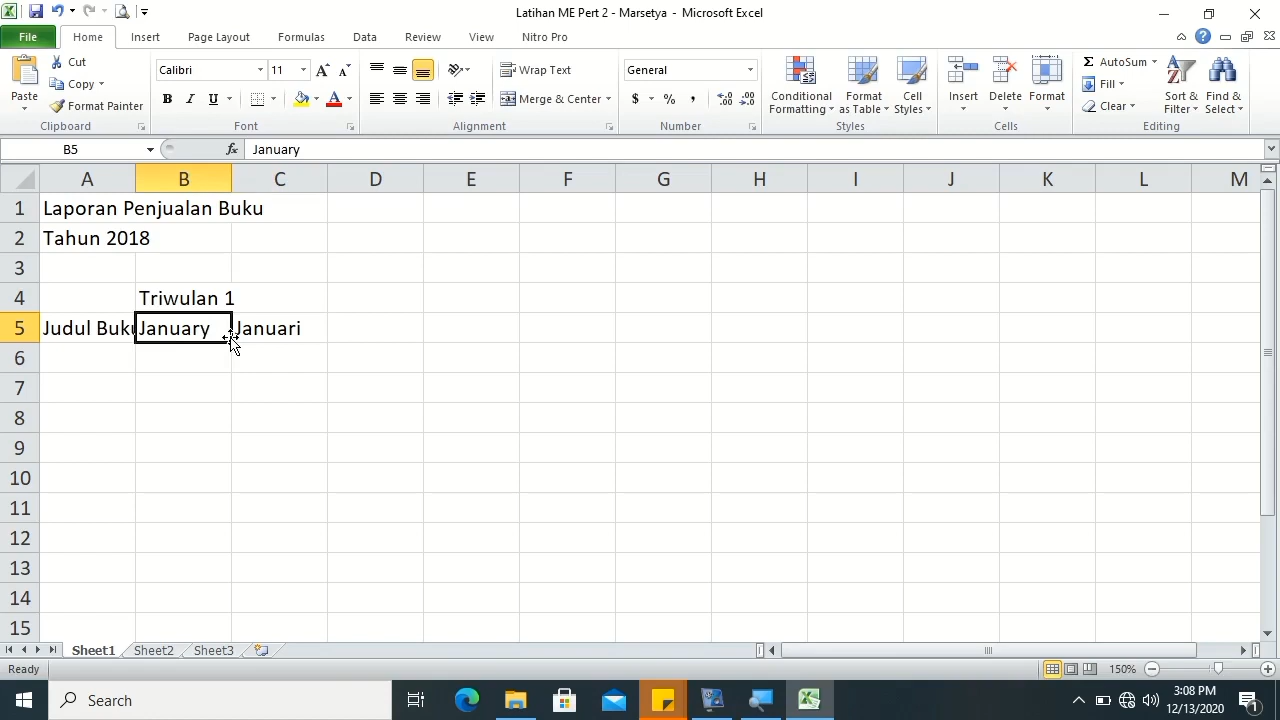 Latihan ME Pert 2 - Marsetya - Microsoft Excel
File Home Insert Page Layout Formulas Data Review View Nitro Pro
Paste Cut Copy Format Painter
Calibri 11
B I U A
Wrap Text
Merge & Center
General
$ % ,
Conditional Formatting Format as Table Cell Styles
Insert Delete Format
Σ AutoSum
Fill
Clear
Sort & Filter Find & Select
Clipboard Font Alignment Number Styles Cells Editing
B5 fx January
A B C D E F G H I J K L M
1 Laporan Penjualan Buku
2 Tahun 2018
3
4 Triwulan 1
5 Judul Buku January Januari
6
7
8
9
10
11
12
13
14
15
Sheet1 Sheet2 Sheet3
Ready 150%
Search
3:08 PM
12/13/2020
1